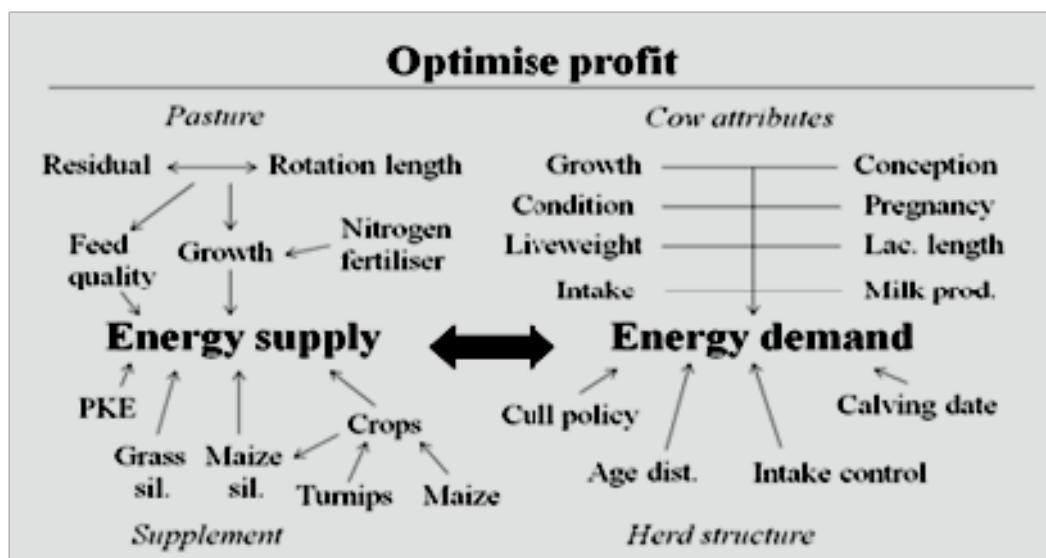 Optimise profit
Pasture
Cow attributes
Residual
Rotation length
Growth
Conception
Condition
Pregnancy
Feed
quality
Growth
Nitrogen
fertiliser
Liveweight
Lac. length
Intake
Milk prod.
Energy supply
Energy demand
PKE
Crops
Cull policy
Calving date
Grass
sil.
Maize
sil.
Turnips
Maize
Age dist.
Intake control
Supplement
Herd structure